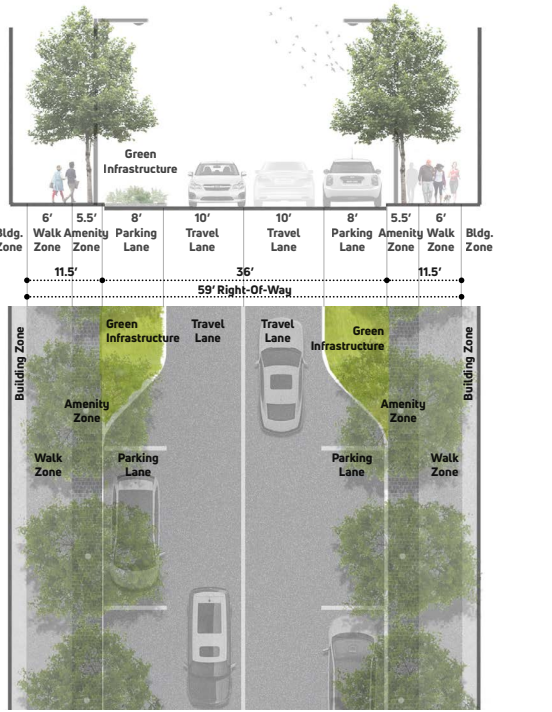 Green
Infrastructure
6' 5.5' 8' 10' 10' 8' 5.5' 6'
Bldg. Walk Amenity Parking Travel Travel Parking Amenity Walk Bldg.
Zone Zone Zone Lane Lane Lane Lane Zone Zone Zone
11.5' 36' 11.5'
59' Right-Of-Way
Building Zone
Green
Infrastructure
Travel
Lane
Travel
Lane
Green
Infrastructure
Building Zone
Amenity
Zone
Amenity
Zone
Walk
Zone
Parking
Lane
Parking
Lane
Walk
Zone